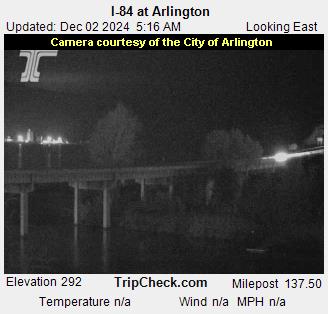 I-84 at Arlington
Updated: Dec 02 2024 5:16 AM Looking East
Camera courtesy of the City of Arlington
Elevation 292 TripCheck.com Milepost 137.50
Temperature n/a Wind n/a MPH n/a